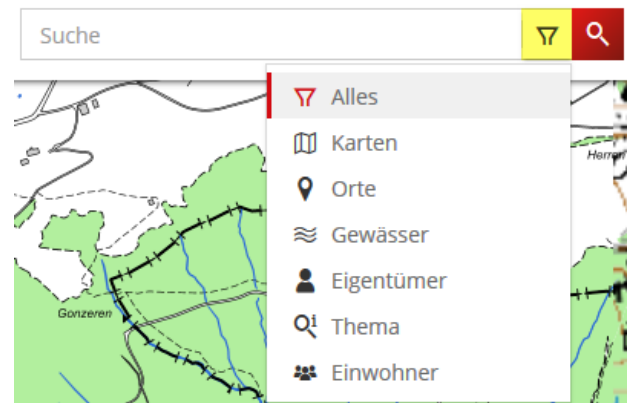 Suche
Alles
Karten
Orte
Gewässer
Eigentümer
Thema
Einwohner
Gonzeren